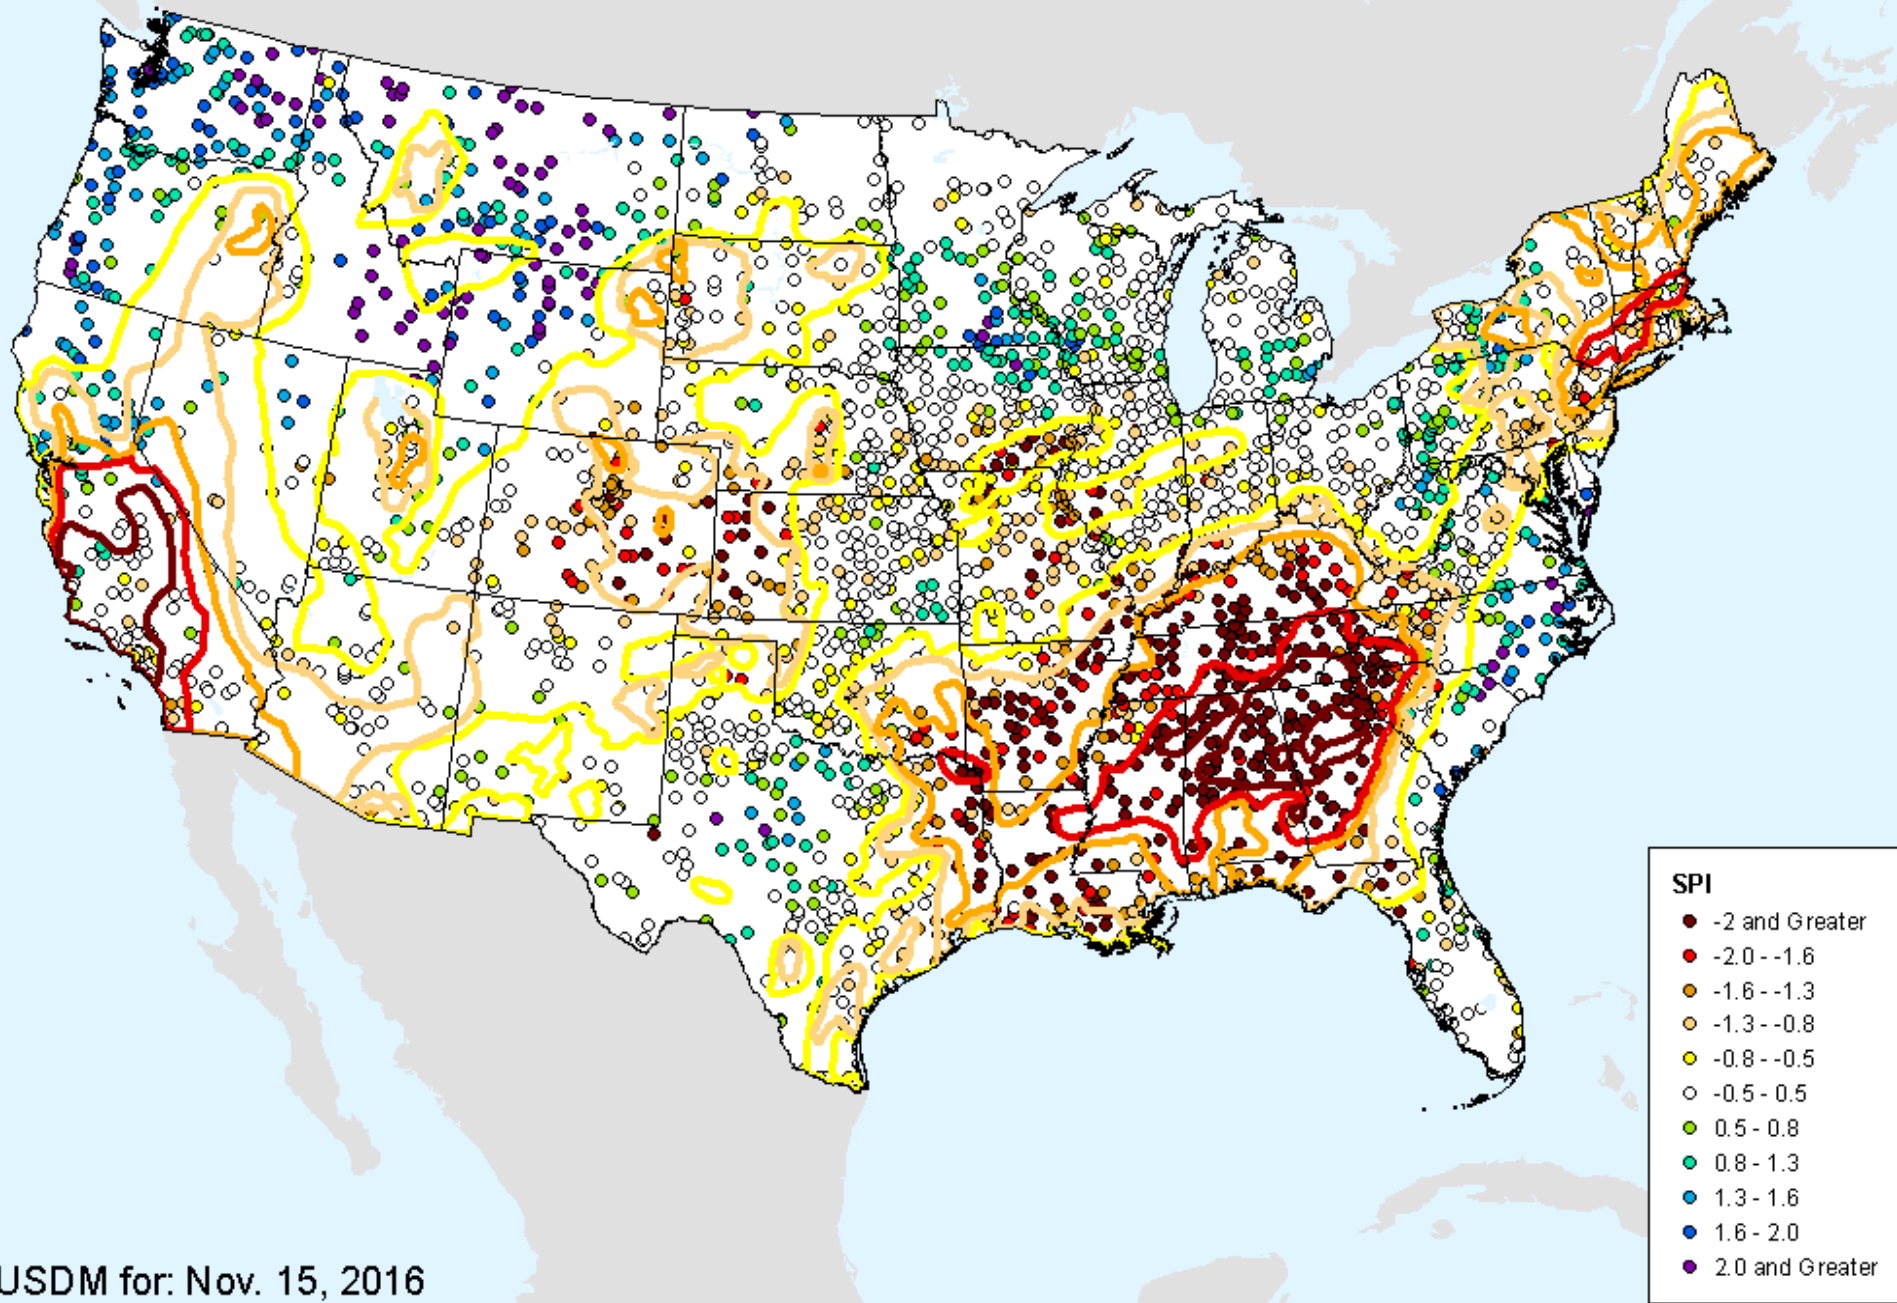 SPI
-2 and Greater
-2.0 - -1.6
-1.6 - -1.3
-1.3 - -0.8
-0.8 - -0.5
-0.5 - 0.5
0.5 - 0.8
0.8 - 1.3
1.3 - 1.6
1.6 - 2.0
2.0 and Greater
USDM for: Nov. 15, 2016